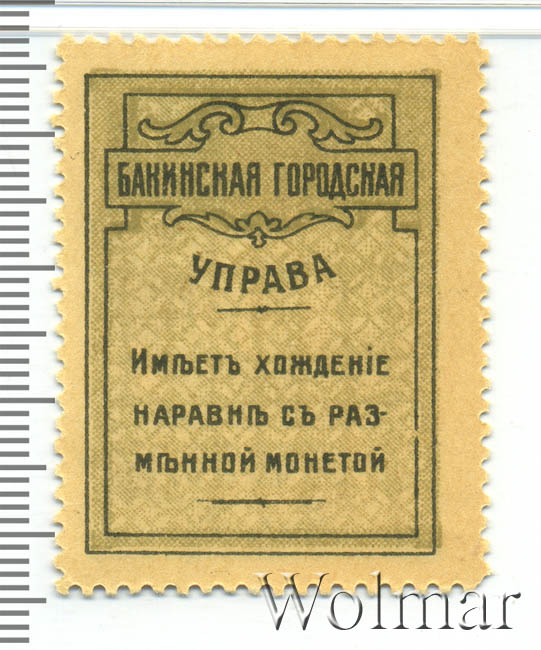 БАКИНСКАЯ ГОРОДСКАЯ
УПРАВА
ИМѢЕТЪ ХОЖДЕНІЕ
НАРАВНѢ СЪ РАЗ-
МѢННОЙ МОНЕТОЙ
Wolmar